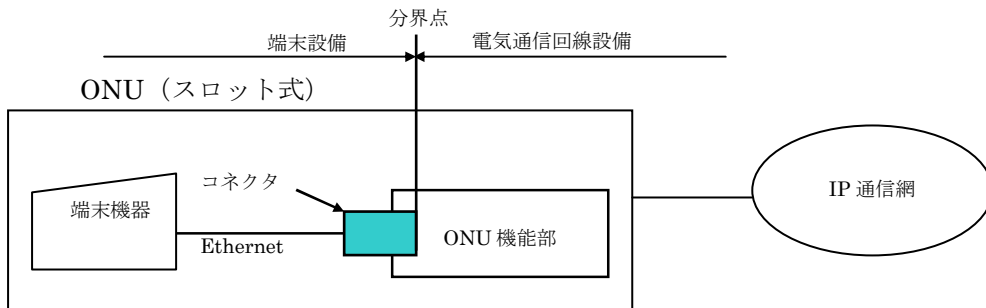 分界点
端末設備
電気通信回線設備
ONU（スロット式）
コネクタ
端末機器
IP 通信網
Ethernet
ONU 機能部